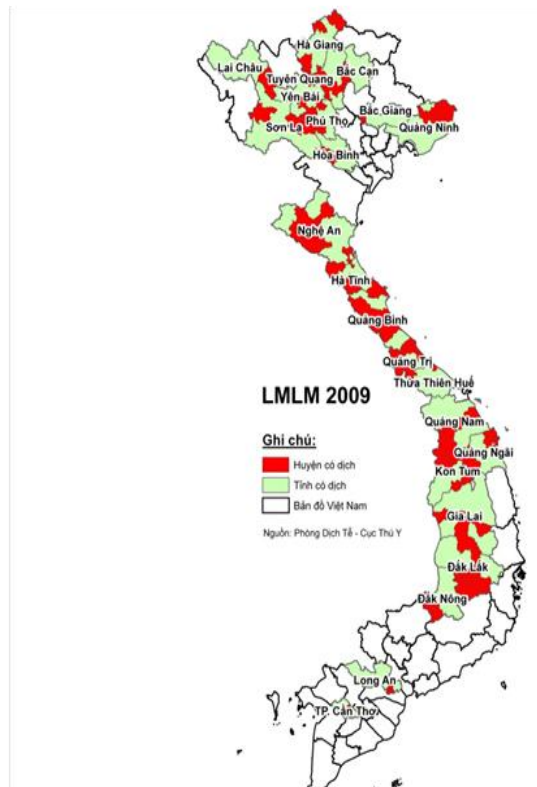 Hà Giang
Lai Châu
Tuyên Quang
Bắc Cạn
Yên Bái
Bắc Giang
Phú Thọ
Quảng Ninh
Sơn La
Hòa Bình
Nghệ An
Hà Tĩnh
Quảng Bình
Quảng Trị
Thừa Thiên Huế
LMLM 2009
Quảng Nam
Ghi chú:
Quảng Ngãi
Huyện có dịch
Kon Tum
Tỉnh có dịch
Bản đồ Việt Nam
Gia Lai
Nguồn: Phòng Dịch Tễ - Cục Thú Y
Đắk Lắk
Đắk Nông
Long An
TP. Cần Thơ